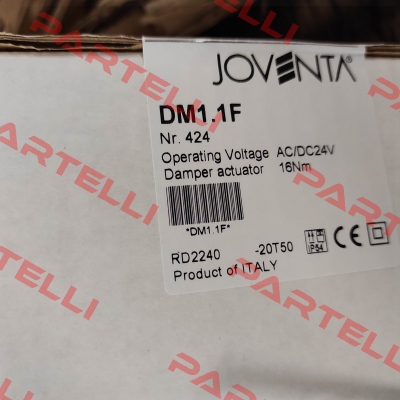 JOVENTA®
DM1.1F
Nr. 424
Operating Voltage AC/DC24V
Damper actuator 16Nm
*DM1.1F*
RD2240 -20T50 IP54 CE
Product of ITALY
PARTELLI
PARTELLI
PARTELLI
PARTELLI
PARTELLI